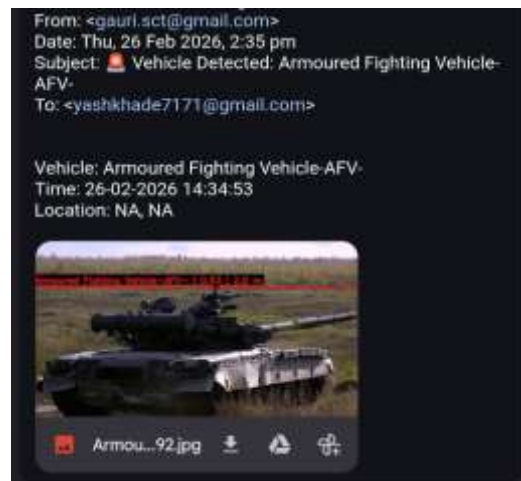 From: <gauri.sct@gmail.com>
Date: Thu, 26 Feb 2026, 2:35 pm
Subject: 🚨 Vehicle Detected: Armoured Fighting Vehicle-
AFV-
To: <yashkhade7171@gmail.com>
Vehicle: Armoured Fighting Vehicle-AFV-
Time: 26-02-2026 14:34:53
Location: NA, NA
Armou...92.jpg